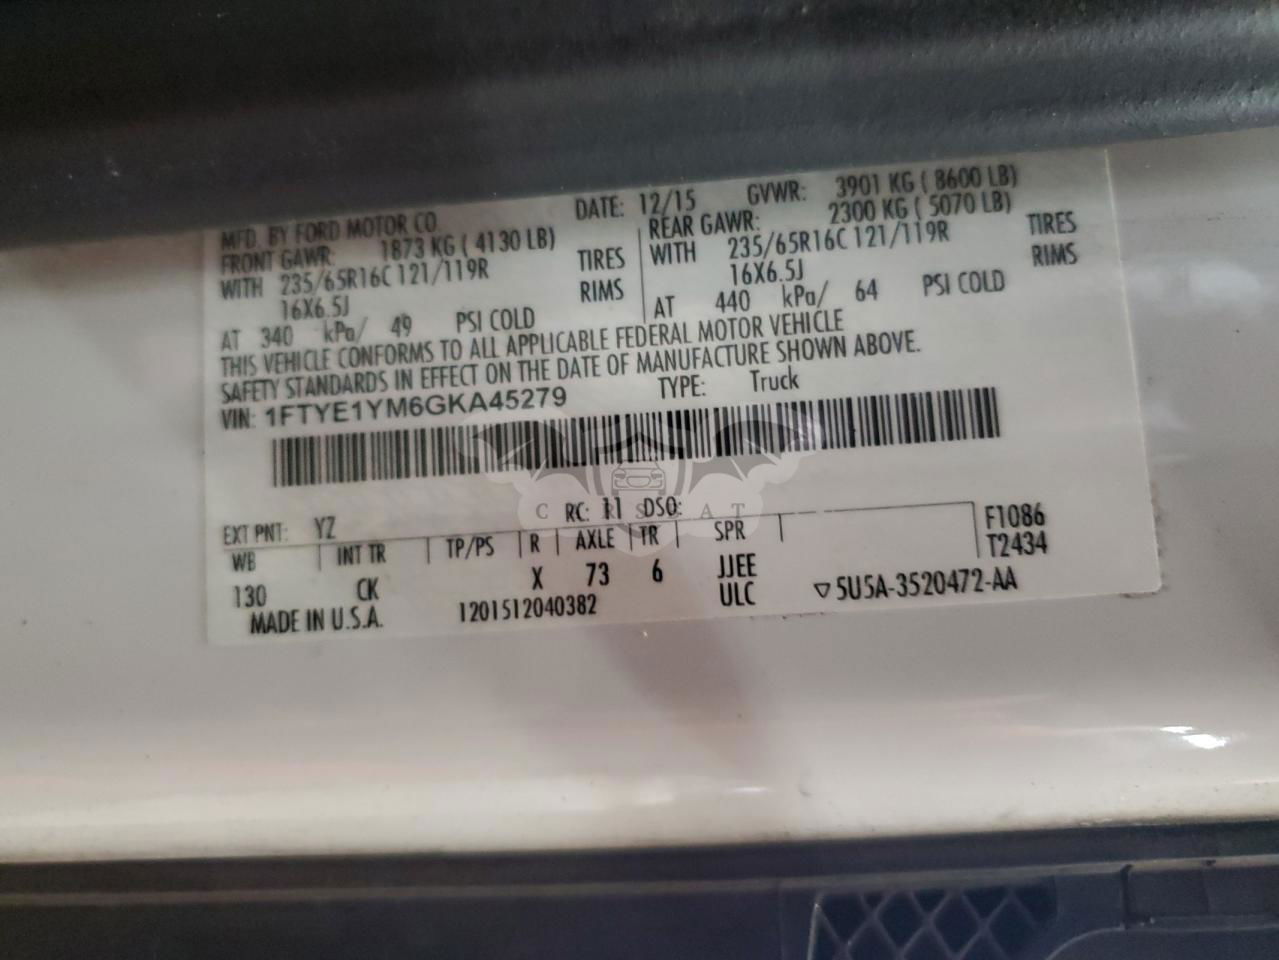 MFD. BY FORD MOTOR CO. DATE: 12/15 GVWR: 3901 KG ( 8600 LB)
FRONT GAWR: 1873 KG ( 4130 LB) REAR GAWR: 2300 KG ( 5070 LB)
WITH 235/65R16C 121/119R TIRES WITH 235/65R16C 121/119R TIRES
16X6.5J RIMS 16X6.5J RIMS
AT 340 kPa/ 49 PSI COLD AT 440 kPa/ 64 PSI COLD
THIS VEHICLE CONFORMS TO ALL APPLICABLE FEDERAL MOTOR VEHICLE
SAFETY STANDARDS IN EFFECT ON THE DATE OF MANUFACTURE SHOWN ABOVE.
VIN: 1FTYE1YM6GKA45279 TYPE: Truck
EXT PNT: YZ RC: 11 DSO: F1086
WB INT TR TP/PS R AXLE TR SPR T2434
130 CK X 73 6 JJEE
ULC ▽5U5A-3520472-AA
MADE IN U.S.A. 1201512040382